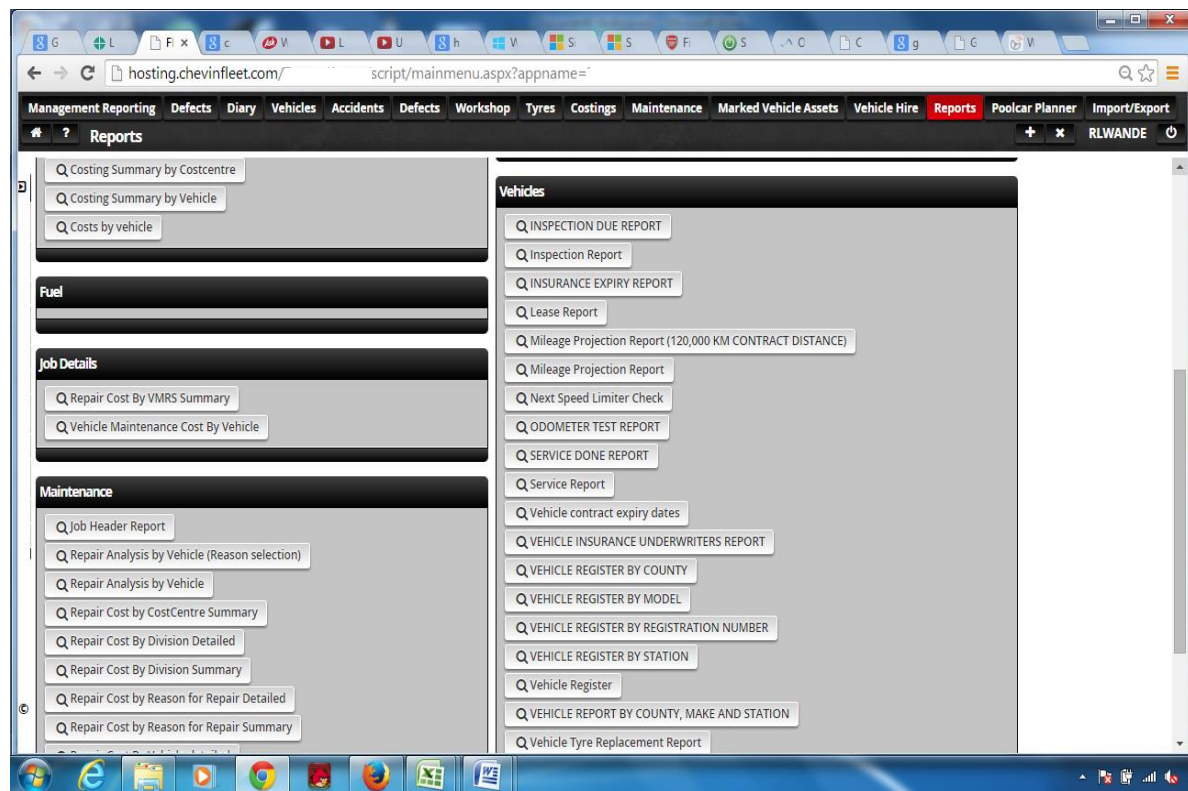 G L Fl c W L U h W Si S Fi S O C g G W
hosting.chevinfleet.com/ script/mainmenu.aspx?appname=
Management Reporting Defects Diary Vehicles Accidents Defects Workshop Tyres Costings Maintenance Marked Vehicle Assets Vehicle Hire Reports Poolcar Planner Import/Export
? Reports RLWANDE
Costing Summary by Costcentre
Costing Summary by Vehicle
Costs by vehicle
Fuel
Job Details
Repair Cost By VMRS Summary
Vehicle Maintenance Cost By Vehicle
Maintenance
Job Header Report
Repair Analysis by Vehicle (Reason selection)
Repair Analysis by Vehicle
Repair Cost by CostCentre Summary
Repair Cost By Division Detailed
Repair Cost By Division Summary
Repair Cost by Reason for Repair Detailed
©
Repair Cost by Reason for Repair Summary
Vehicles
INSPECTION DUE REPORT
Inspection Report
INSURANCE EXPIRY REPORT
Lease Report
Mileage Projection Report (120,000 KM CONTRACT DISTANCE)
Mileage Projection Report
Next Speed Limiter Check
ODOMETER TEST REPORT
SERVICE DONE REPORT
Service Report
Vehicle contract expiry dates
VEHICLE INSURANCE UNDERWRITERS REPORT
VEHICLE REGISTER BY COUNTY
VEHICLE REGISTER BY MODEL
VEHICLE REGISTER BY REGISTRATION NUMBER
VEHICLE REGISTER BY STATION
Vehicle Register
VEHICLE REPORT BY COUNTY, MAKE AND STATION
Vehicle Tyre Replacement Report